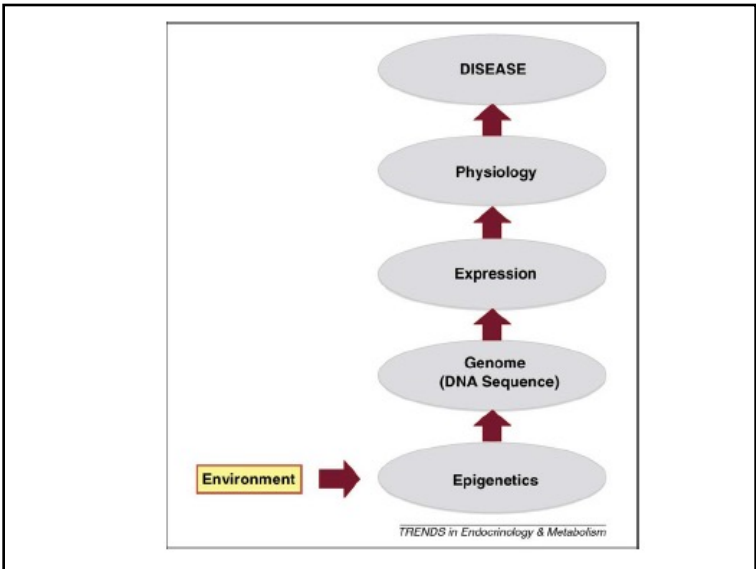 DISEASE
Physiology
Expression
Genome
(DNA Sequence)
Environment
Epigenetics
TRENDS in Endocrinology & Metabolism